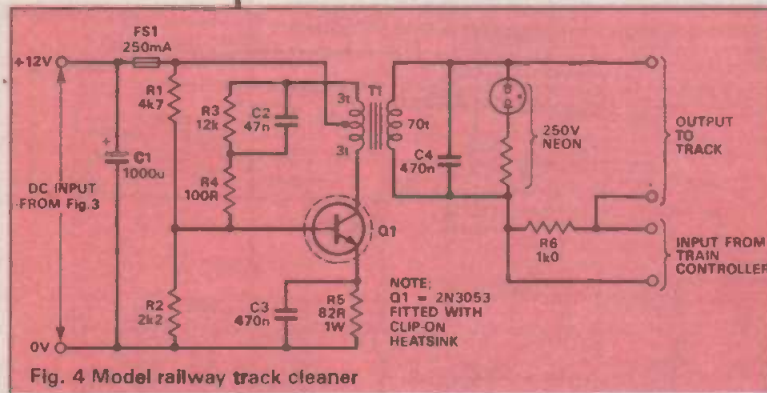 FS1
250mA
+12V
R1
4k7
R3
12k
C2
47n
3t
T1
3t
70t
C4
470n
250V
NEON
OUTPUT
TO
TRACK
+
C1
1000u
DC INPUT
FROM Fig.3
R4
100R
Q1
R6
1k0
INPUT FROM
TRAIN
CONTROLLER
R2
2k2
C3
470n
R5
82R
1W
NOTE;
Q1 = 2N3053
FITTED WITH
CLIP-ON
HEATSINK
0V
Fig. 4 Model railway track cleaner